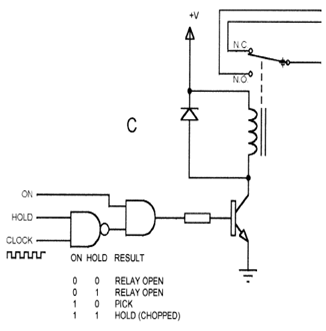 +V
N.C.
N.O.
C
ON
HOLD
CLOCK
ON HOLD RESULT
0 0 RELAY OPEN
0 1 RELAY OPEN
1 0 PICK
1 1 HOLD (CHOPPED)